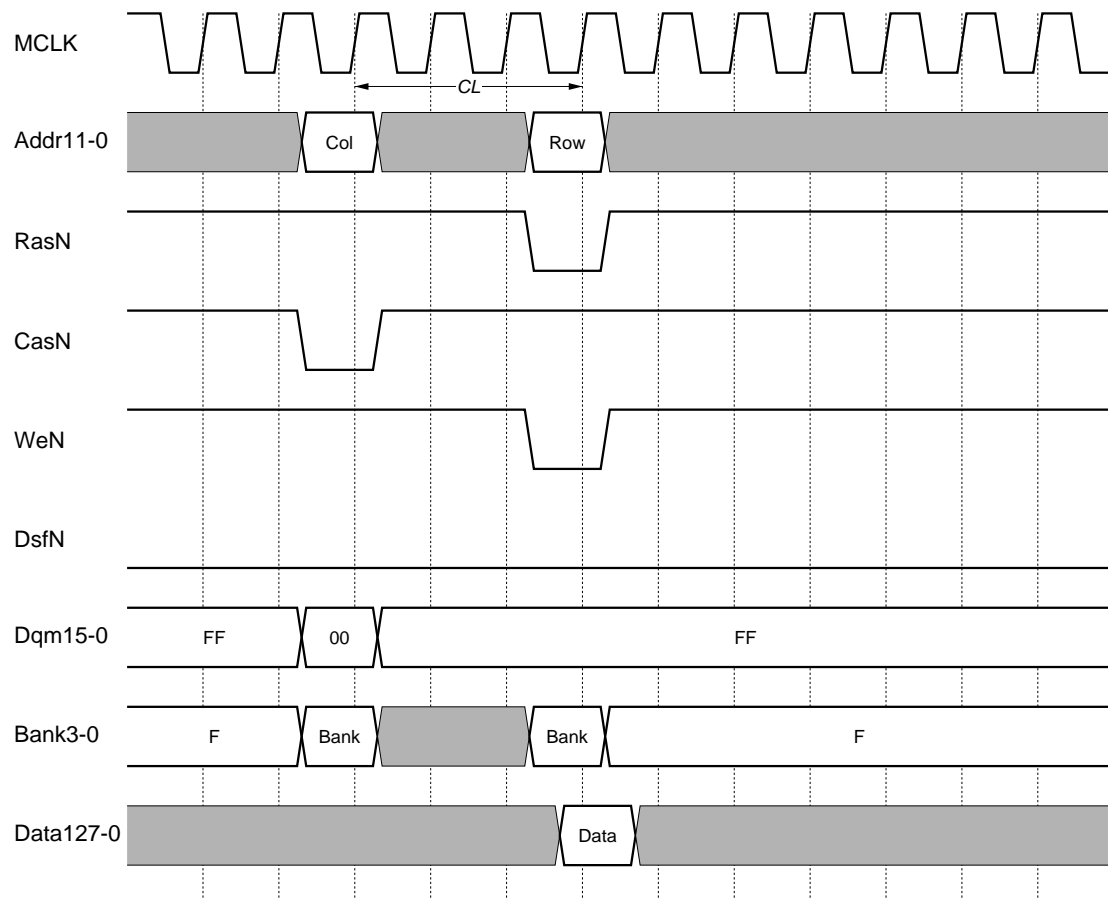 MCLK
CL
Addr11-0 Col Row
RasN
CasN
WeN
DsfN
Dqm15-0 FF 00 FF
Bank3-0 F Bank Bank F
Data127-0 Data